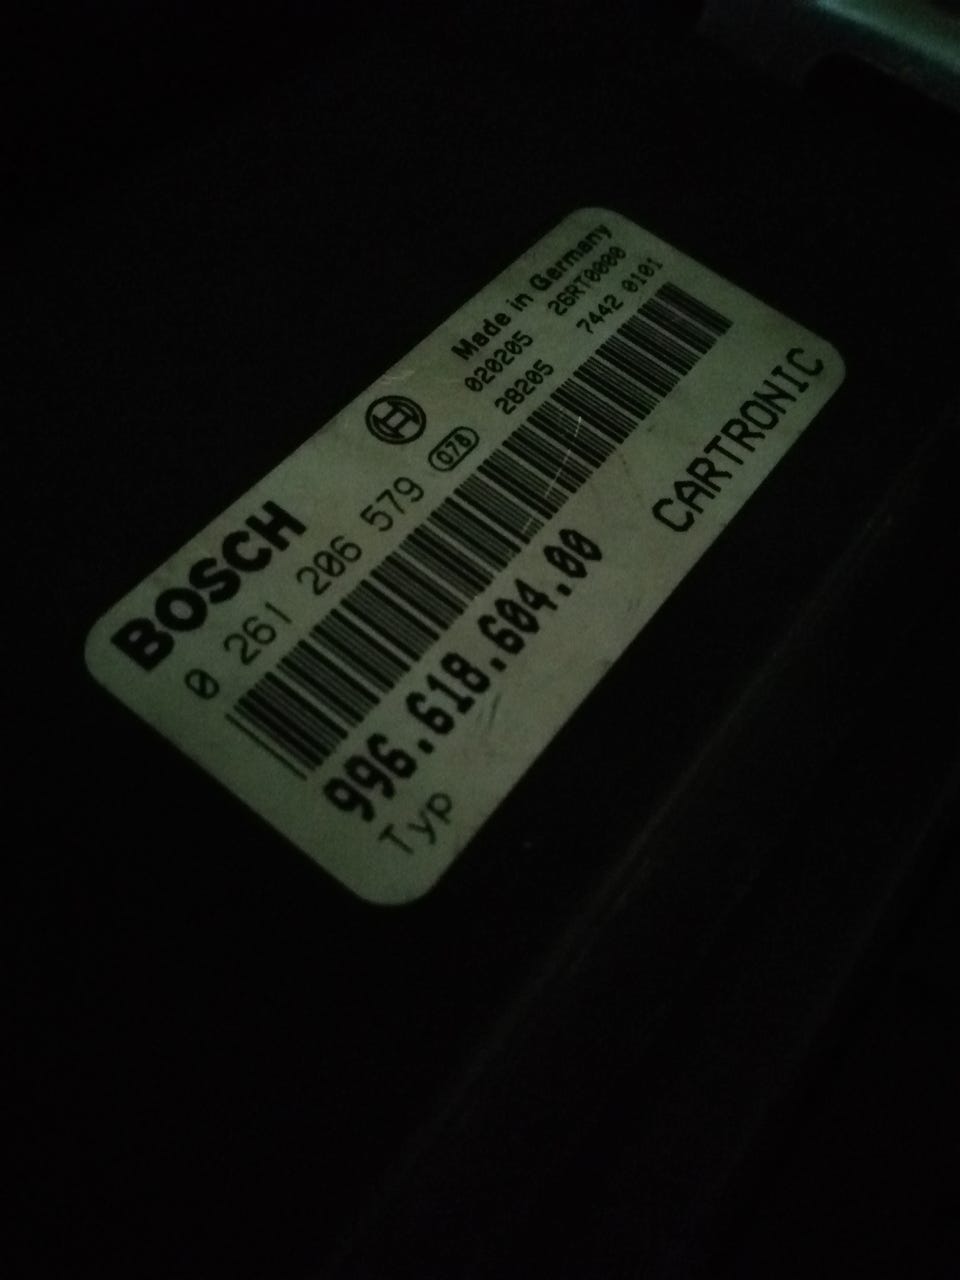 BOSCH
Made in Germany
0 261 206 579 078
020205 26RT0000
28205 7442 0101
996.618.604.00
Typ CARTRONIC